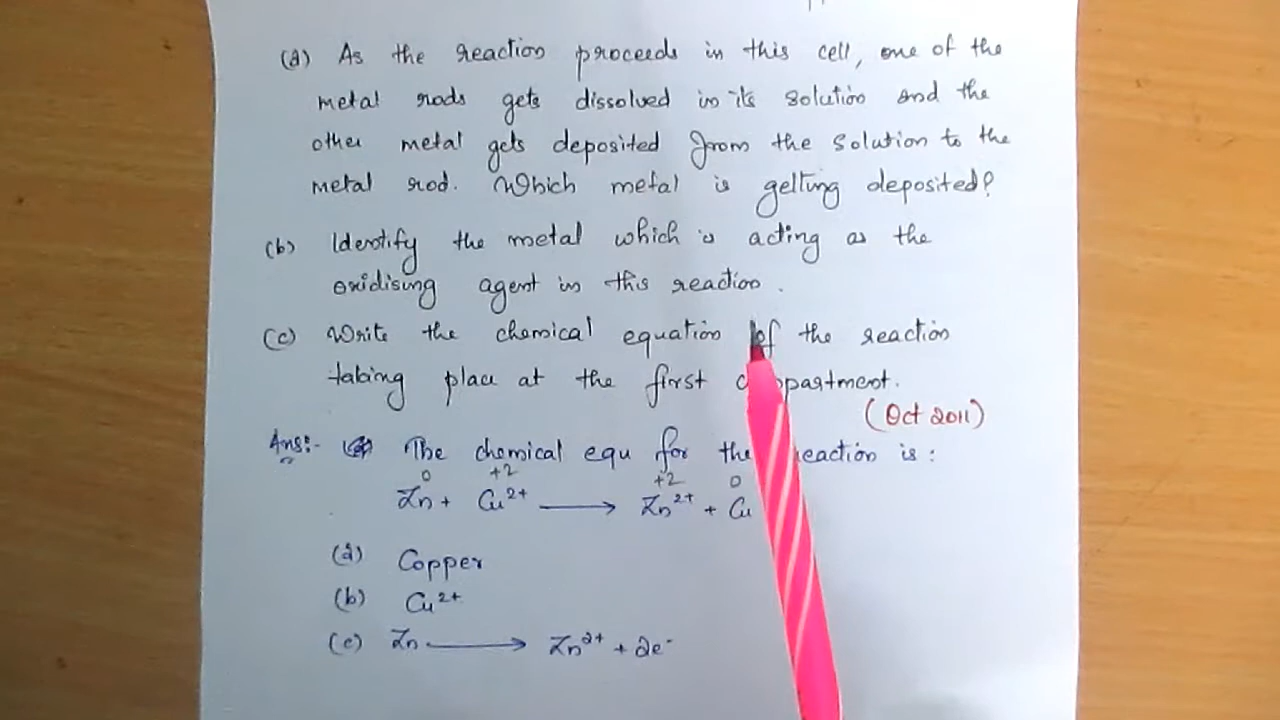 (a) As the reaction proceeds in this cell, one of the
metal rods gets dissolved in its solution and the
other metal gets deposited from the solution to the
metal rod. Which metal is getting deposited?
(b) Identify the metal which is acting as the
oxidising agent in this reaction.
(c) Write the chemical equation of the reaction
taking place at the first compartment.
(Oct 2011)
Ans:- The chemical equ for the reaction is:
0 +2 +2 0
Zn + Cu²⁺ ⟶ Zn²⁺ + Cu
(a) Copper
(b) Cu²⁺
(c) Zn ⟶ Zn²⁺ + 2e⁻